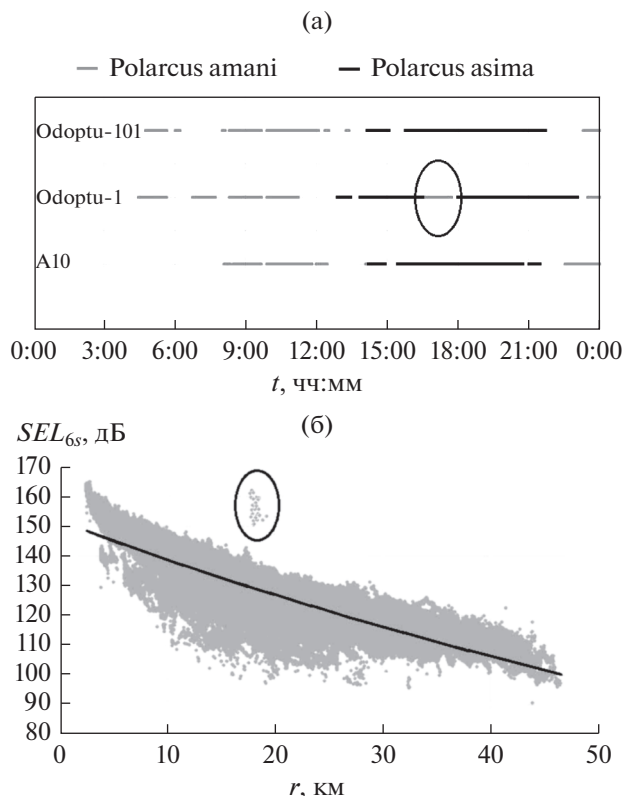 (а)
Polarcus amani Polarcus asima
Odoptu-101
Odoptu-1
A10
0:00 3:00 6:00 9:00 12:00 15:00 18:00 21:00 0:00
t, чч:мм
(б)
SEL6s, дБ
170
160
150
140
130
120
110
100
90
80
0 10 20 30 40 50
r, км